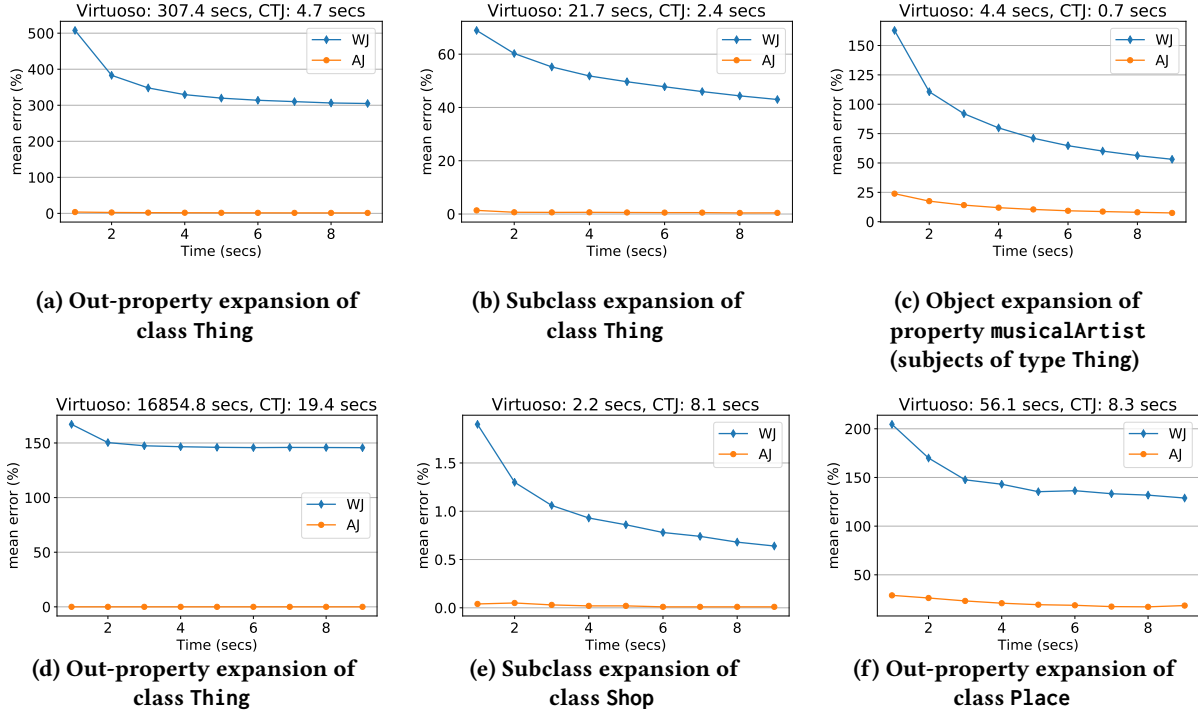 Virtuoso: 307.4 secs, CTJ: 4.7 secs
500
400
300
200
100
0
mean error (%)
WJ
AJ
2 4 6 8
Time (secs)
(a) Out-property expansion of
class Thing
Virtuoso: 21.7 secs, CTJ: 2.4 secs
60
40
20
0
mean error (%)
WJ
AJ
2 4 6 8
Time (secs)
(b) Subclass expansion of
class Thing
Virtuoso: 4.4 secs, CTJ: 0.7 secs
150
125
100
75
50
25
0
mean error (%)
WJ
AJ
2 4 6 8
Time (secs)
(c) Object expansion of
property musicalArtist
(subjects of type Thing)
Virtuoso: 16854.8 secs, CTJ: 19.4 secs
150
100
50
0
mean error (%)
WJ
AJ
2 4 6 8
Time (secs)
(d) Out-property expansion of
class Thing
Virtuoso: 2.2 secs, CTJ: 8.1 secs
1.5
1.0
0.5
0.0
mean error (%)
WJ
AJ
2 4 6 8
Time (secs)
(e) Subclass expansion of
class Shop
Virtuoso: 56.1 secs, CTJ: 8.3 secs
200
150
100
50
mean error (%)
WJ
AJ
2 4 6 8
Time (secs)
(f) Out-property expansion of
class Place